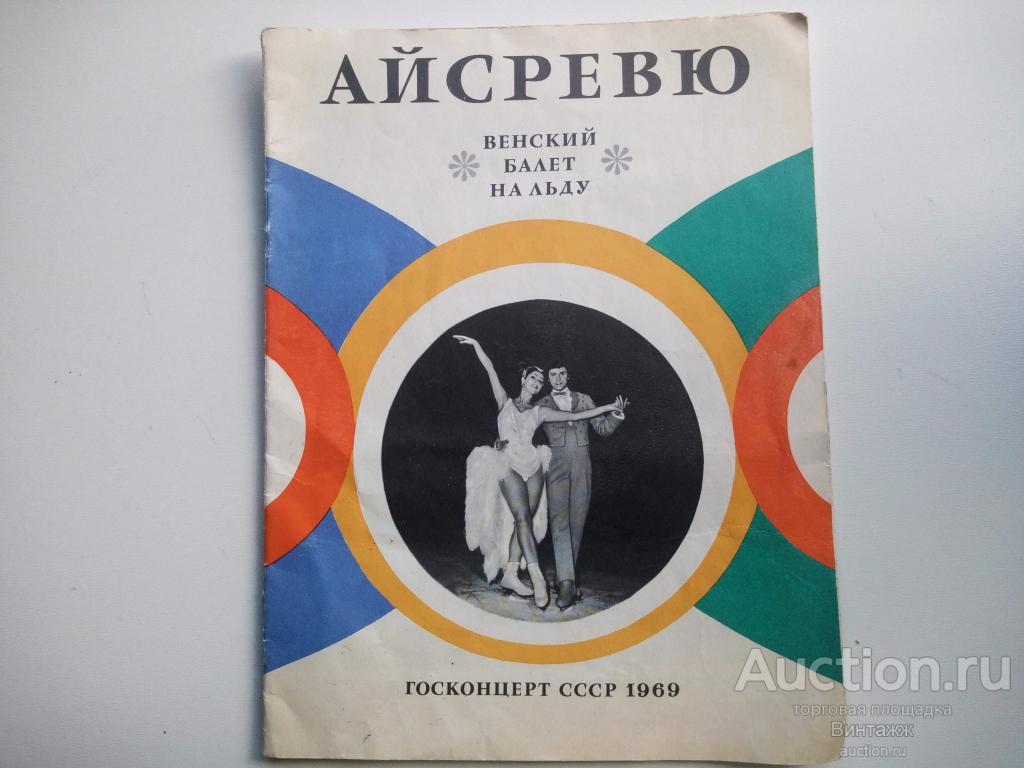 АЙСРЕВЮ
ВЕНСКИЙ
БАЛЕТ
НА ЛЬДУ
ГОСКОНЦЕРТ СССР 1969
Auction.ru
торговая площадка
Винтажж
auction.ru